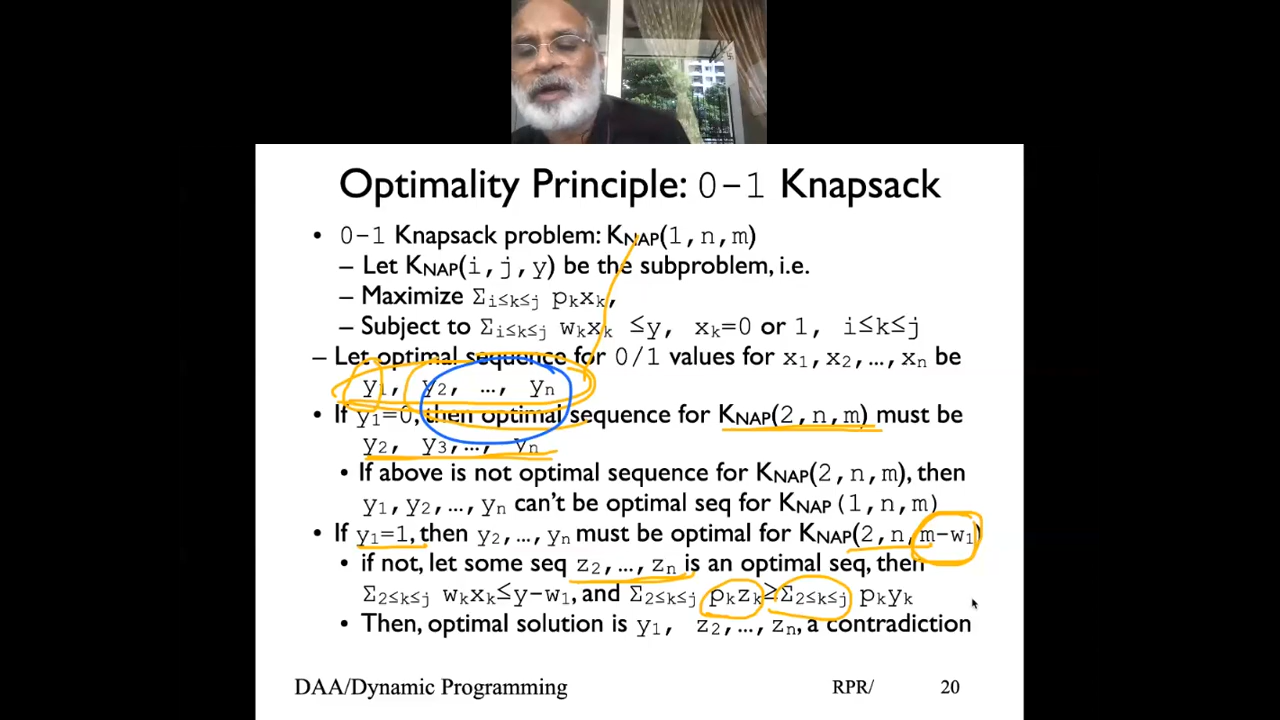 Optimality Principle: 0-1 Knapsack
• 0-1 Knapsack problem: KNAP(1,n,m)
– Let KNAP(i,j,y) be the subproblem, i.e.
– Maximize Σi≤k≤j pkxk,
– Subject to Σi≤k≤j wkxk ≤y, xk=0 or 1, i≤k≤j
– Let optimal sequence for 0/1 values for x1,x2,…,xn be
y1, y2, …, yn
• If y1=0, then optimal sequence for KNAP(2,n,m) must be
y2, y3,…, yn
• If above is not optimal sequence for KNAP(2,n,m), then
y1,y2,…,yn can't be optimal seq for KNAP(1,n,m)
• If y1=1, then y2,…,yn must be optimal for KNAP(2,n,m-w1)
• if not, let some seq z2,…,zn is an optimal seq, then
Σ2≤k≤j wkxk≤y-w1, and Σ2≤k≤j pkzk≥Σ2≤k≤j pkyk
• Then, optimal solution is y1, z2,…,zn, a contradiction
DAA/Dynamic Programming RPR/ 20